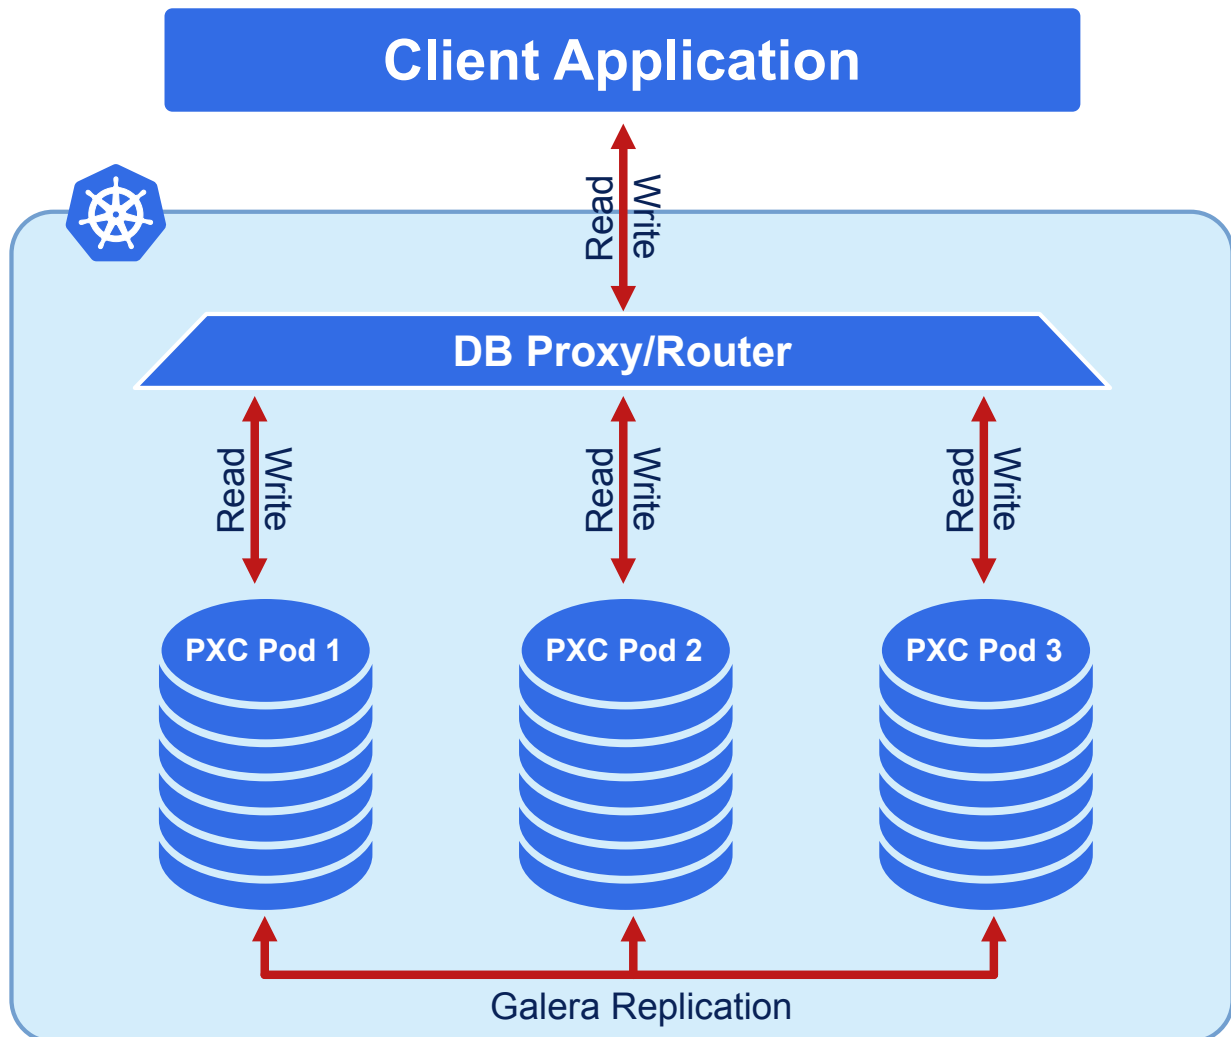 Client Application
Read
Write
DB Proxy/Router
Read
Write
Read
Write
Read
Write
PXC Pod 1
PXC Pod 2
PXC Pod 3
Galera Replication